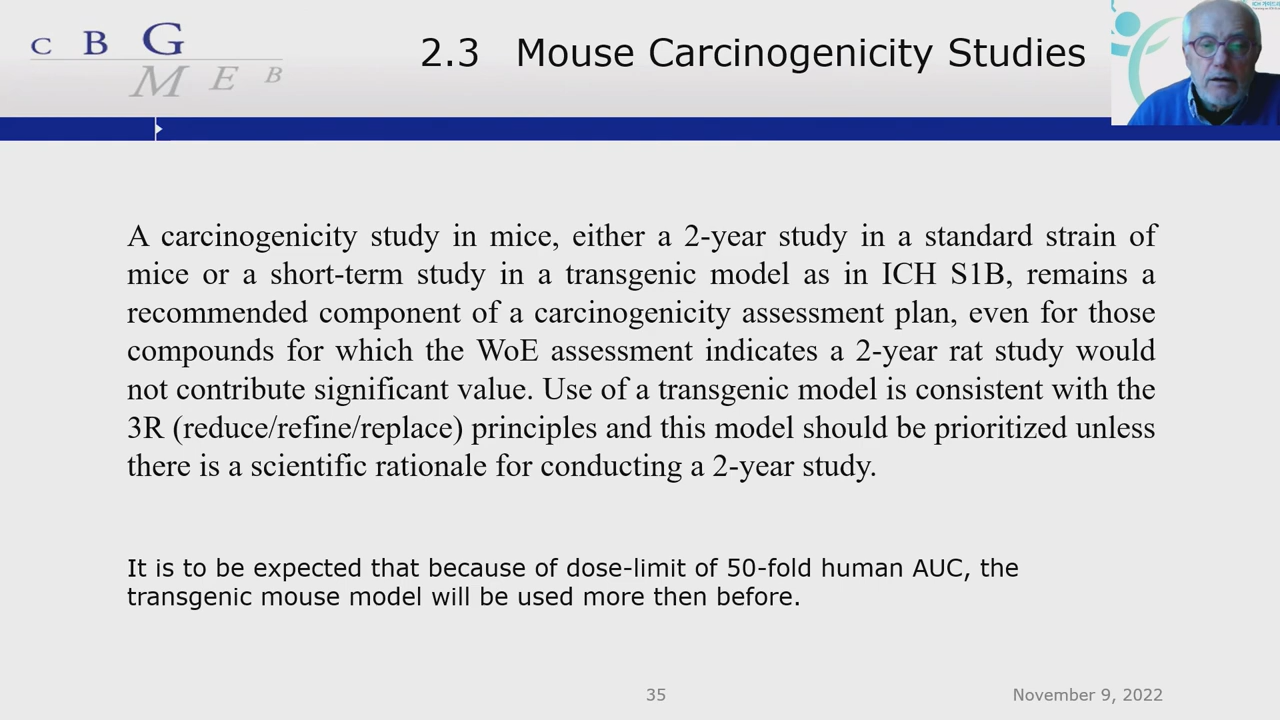 C B G
M E B
2.3 Mouse Carcinogenicity Studies
A carcinogenicity study in mice, either a 2-year study in a standard strain of
mice or a short-term study in a transgenic model as in ICH S1B, remains a
recommended component of a carcinogenicity assessment plan, even for those
compounds for which the WoE assessment indicates a 2-year rat study would
not contribute significant value. Use of a transgenic model is consistent with the
3R (reduce/refine/replace) principles and this model should be prioritized unless
there is a scientific rationale for conducting a 2-year study.
It is to be expected that because of dose-limit of 50-fold human AUC, the
transgenic mouse model will be used more then before.
35
November 9, 2022